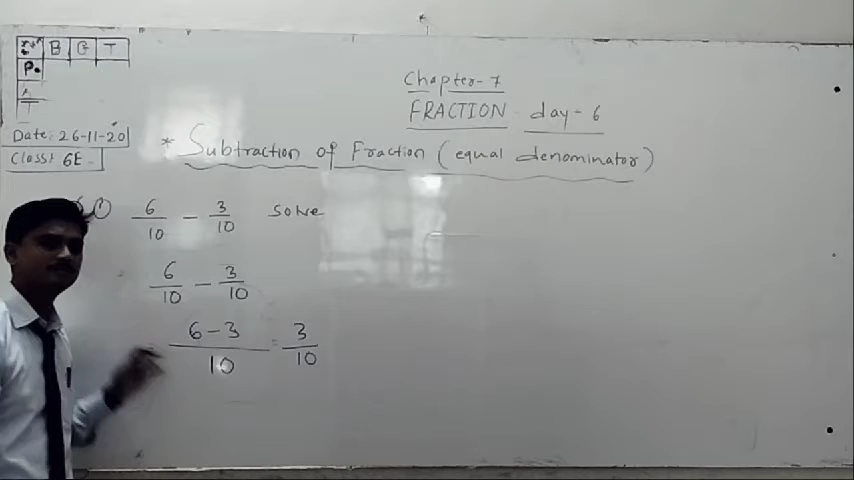 B G T
P.
A
T
Chapter-7
FRACTION day-6
Date: 26-11-20
Class: 6E
* Subtraction of Fraction (equal denominator)
6/10 - 3/10 solve
6/10 - 3/10
6-3/10 = 3/10